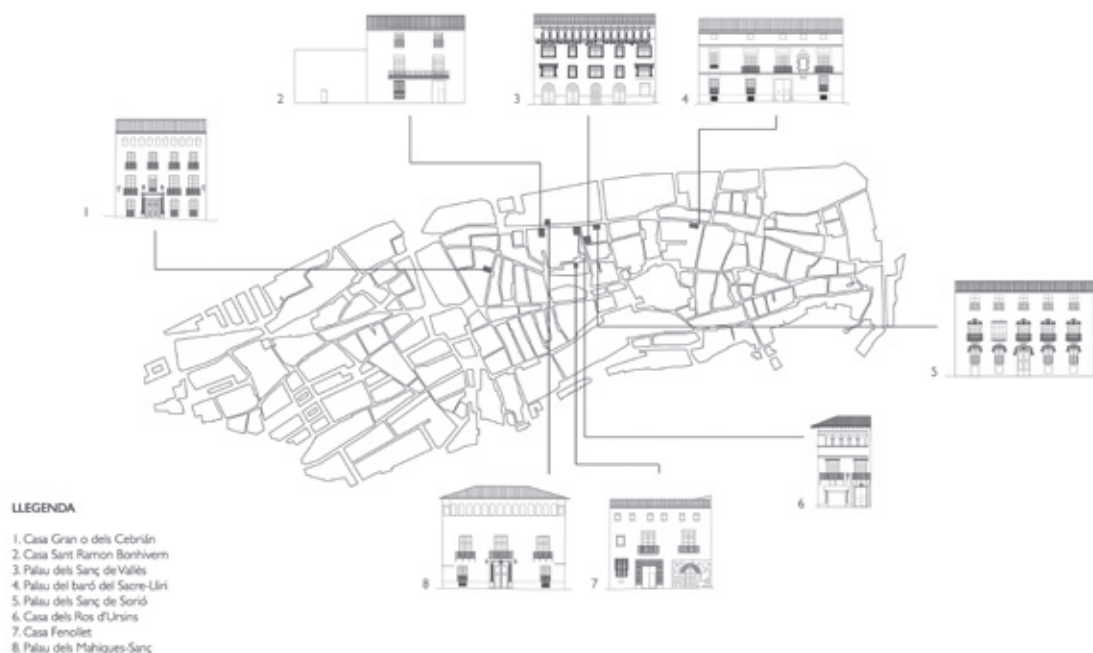 2
3
4
1
5
6
8
7
LLEGENDA
1. Casa Gran o dels Cebrián
2. Casa Sant Ramon Bonhivern
3. Palau dels Sanç de Vallès
4. Palau del baró del Sacre-Lliri
5. Palau dels Sanç de Sorió
6. Casa dels Ros d'Ursins
7. Casa Fenollet
8. Palau dels Mahiques-Sanç